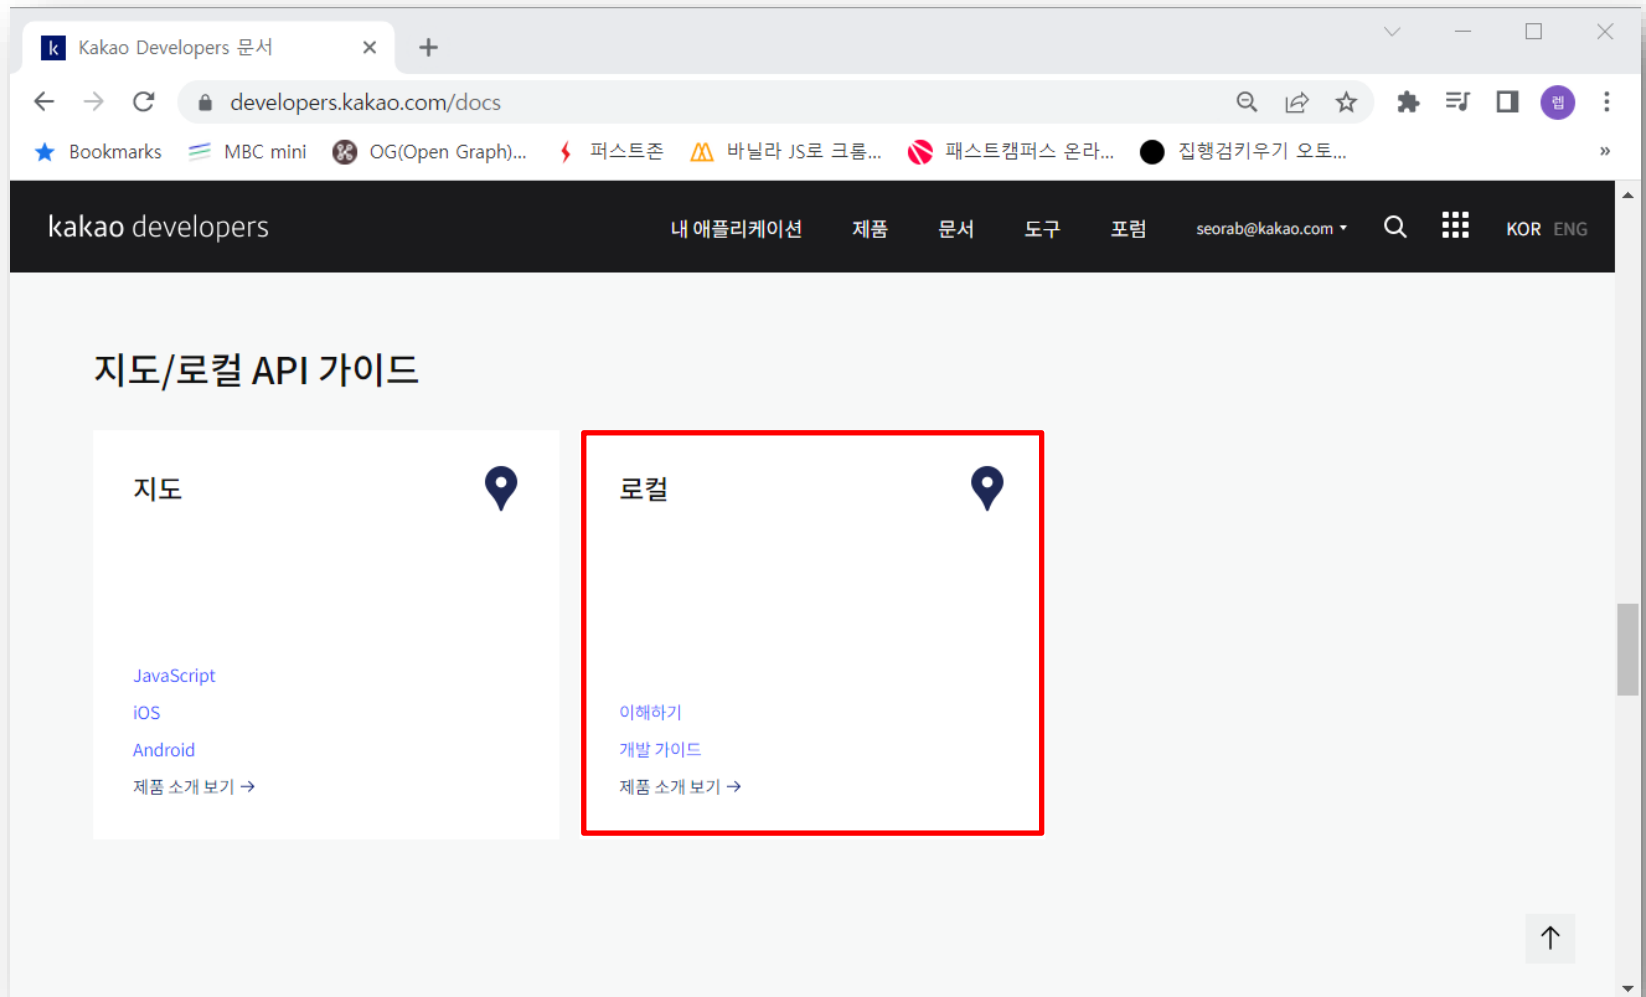 k Kakao Developers 문서
developers.kakao.com/docs
렙
Bookmarks MBC mini OG(Open Graph)... 퍼스트존 바닐라 JS로 크롬... 패스트캠퍼스 온라... 집행검키우기 오토... »
kakao developers 내 애플리케이션 제품 문서 도구 포럼 seorab@kakao.com KOR ENG
지도/로컬 API 가이드
지도
JavaScript
iOS
Android
제품 소개 보기 →
로컬
이해하기
개발 가이드
제품 소개 보기 →